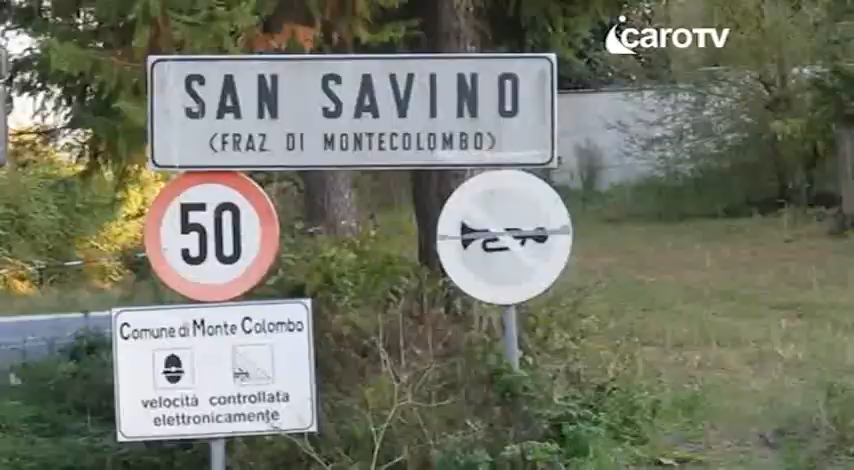 icaroTV
SAN SAVINO
(FRAZ. DI MONTECOLOMBO)
50
Comune di Monte Colombo
velocità controllata
elettronicamente